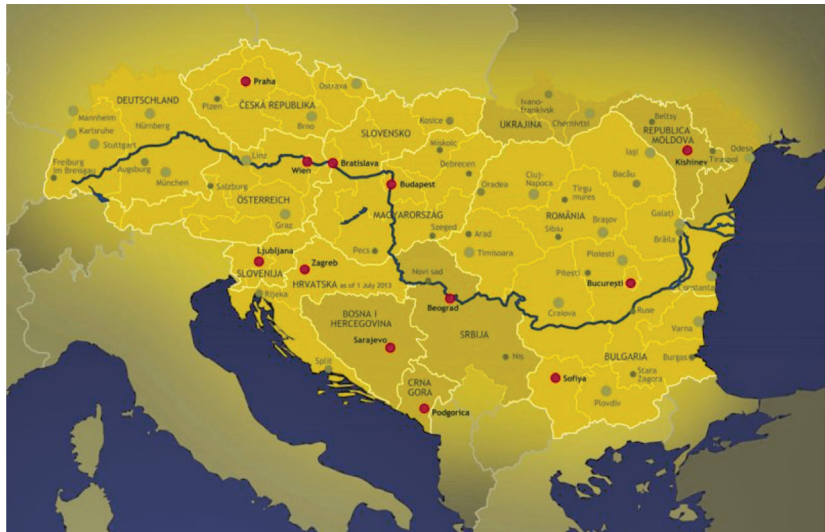 Praha
Ostrava
Plzen
ČESKÁ REPUBLIKA
Brno
DEUTSCHLAND
Mannheim
Karlsruhe
Nürnberg
Stuttgart
Freiburg
im Breisgau
Augsburg
München
Linz
Salzburg
Wien
Bratislava
ÖSTERREICH
Graz
SLOVENSKO
Kosice
Miskolc
Debrecen
Budapest
MAGYARORSZÁG
Szeged
Pecs
UKRAJINA
Ivano-
frankivsk
Chernivtsi
Beltsy
REPUBLICA
MOLDOVA
Kishinev
Tiraspol
Odesa
Iași
Bacău
Oradea
Cluj-
Napoca
Tîrgu
mures
ROMÂNIA
Arad
Sibiu
Brașov
Timisoara
Galați
Brăila
Ploiesti
Pitesti
București
Constanta
Craiova
Ruse
Ljubljana
SLOVENIJA
Zagreb
HRVATSKA as of 1 July 2013
Rijeka
Novi sad
Beograd
BOSNA I
HERCEGOVINA
Sarajevo
Split
SRBIJA
Nis
CRNA
GORA
Podgorica
BULGARIA
Varna
Burgas
Sofiya
Stara
Zagora
Plovdiv